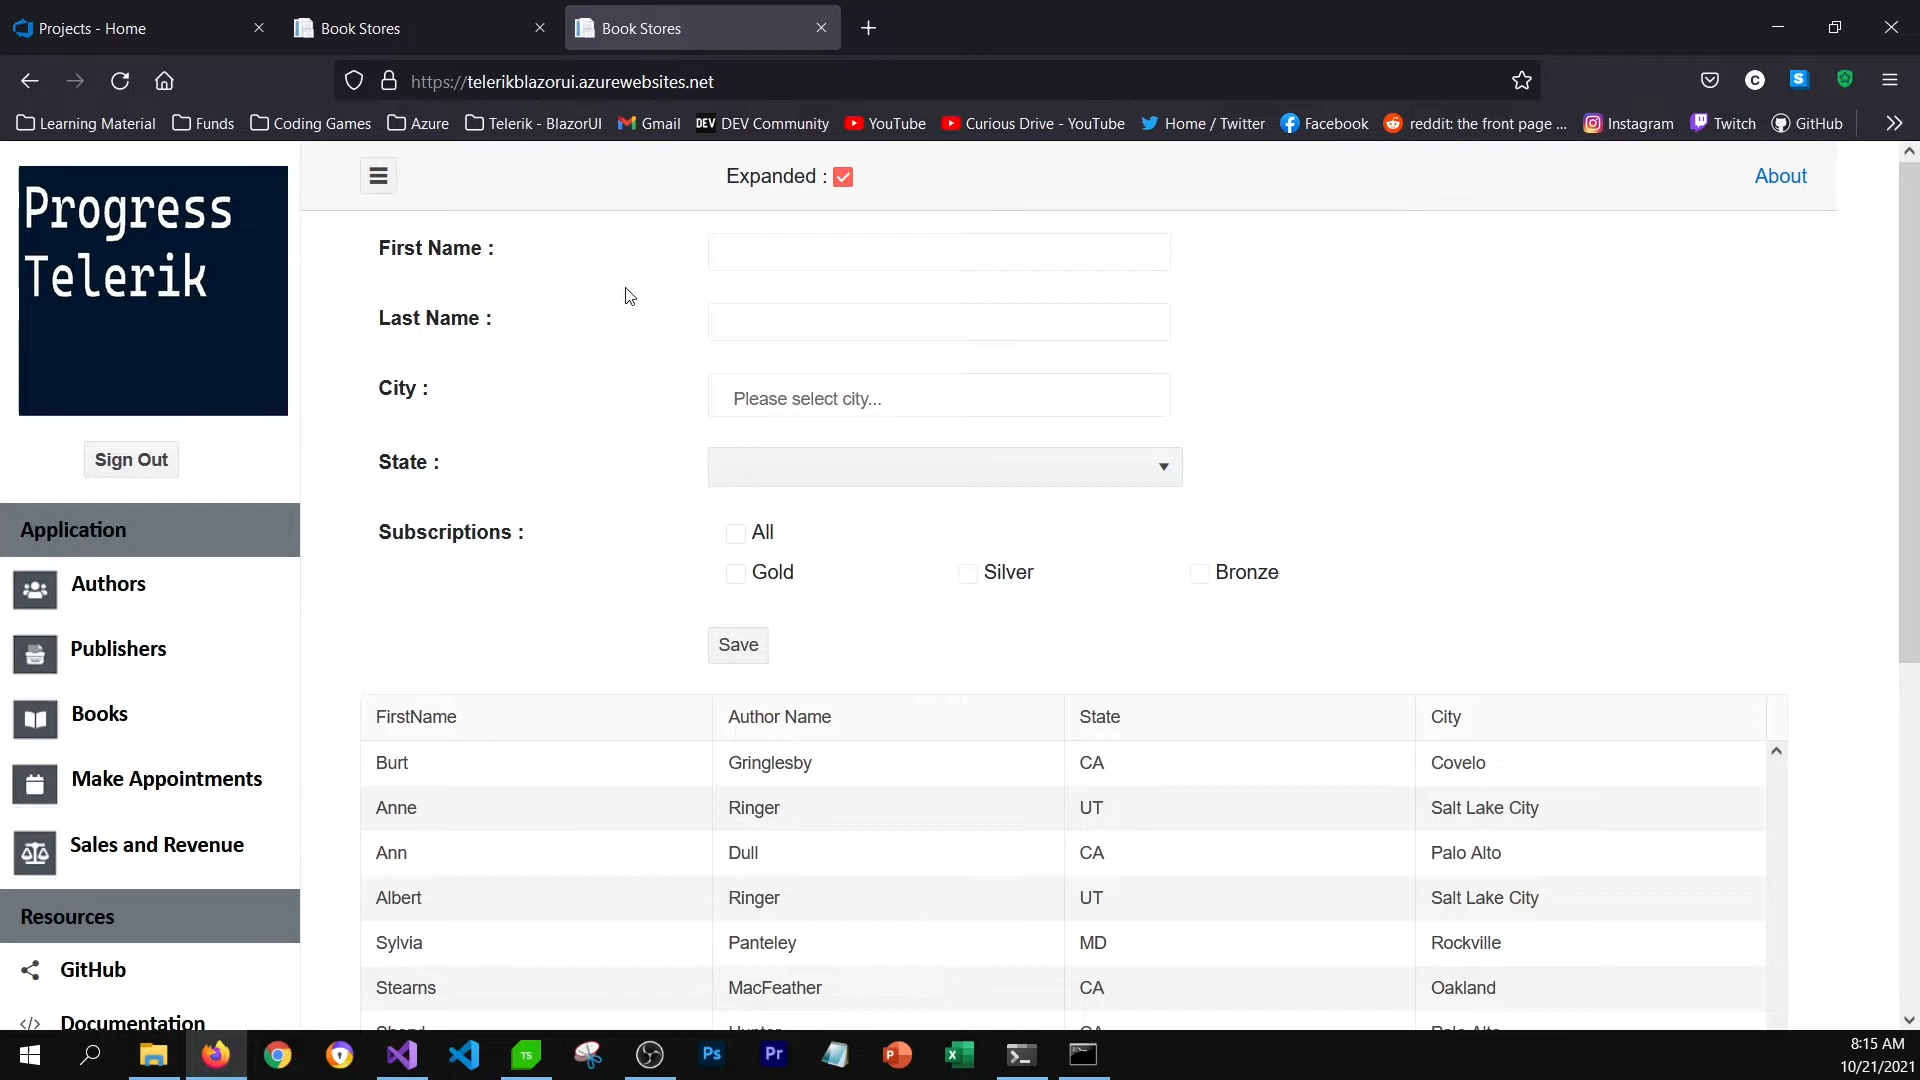 Projects - Home
Book Stores
Book Stores
https://telerikblazorui.azurewebsites.net
Learning Material
Funds
Coding Games
Azure
Telerik - BlazorUI
Gmail
DEV DEV Community
YouTube
Curious Drive - YouTube
Home / Twitter
Facebook
reddit: the front page ...
Instagram
Twitch
GitHub
Progress
Telerik
Sign Out
Application
Authors
Publishers
Books
Make Appointments
Sales and Revenue
Resources
GitHub
Documentation
Expanded :
About
First Name :
Last Name :
City :
Please select city...
State :
Subscriptions :
All
Gold
Silver
Bronze
Save
FirstName Author Name State City
Burt Gringlesby CA Covelo
Anne Ringer UT Salt Lake City
Ann Dull CA Palo Alto
Albert Ringer UT Salt Lake City
Sylvia Panteley MD Rockville
Stearns MacFeather CA Oakland
8:15 AM
10/21/2021